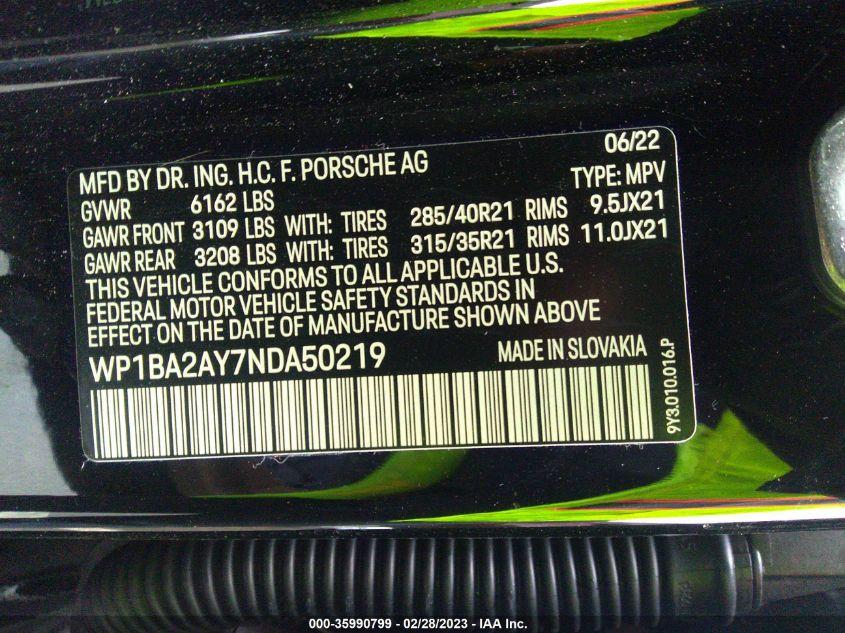 06/22
MFD BY DR. ING. H.C. F. PORSCHE AG
TYPE: MPV
GVWR 6162 LBS
GAWR FRONT 3109 LBS WITH: TIRES 285/40R21 RIMS 9.5JX21
GAWR REAR 3208 LBS WITH: TIRES 315/35R21 RIMS 11.0JX21
THIS VEHICLE CONFORMS TO ALL APPLICABLE U.S.
FEDERAL MOTOR VEHICLE SAFETY STANDARDS IN
EFFECT ON THE DATE OF MANUFACTURE SHOWN ABOVE
WP1BA2AY7NDA50219 MADE IN SLOVAKIA
9Y3.010.016.P
000-35990799 — 02/28/2023 — IAA Inc.